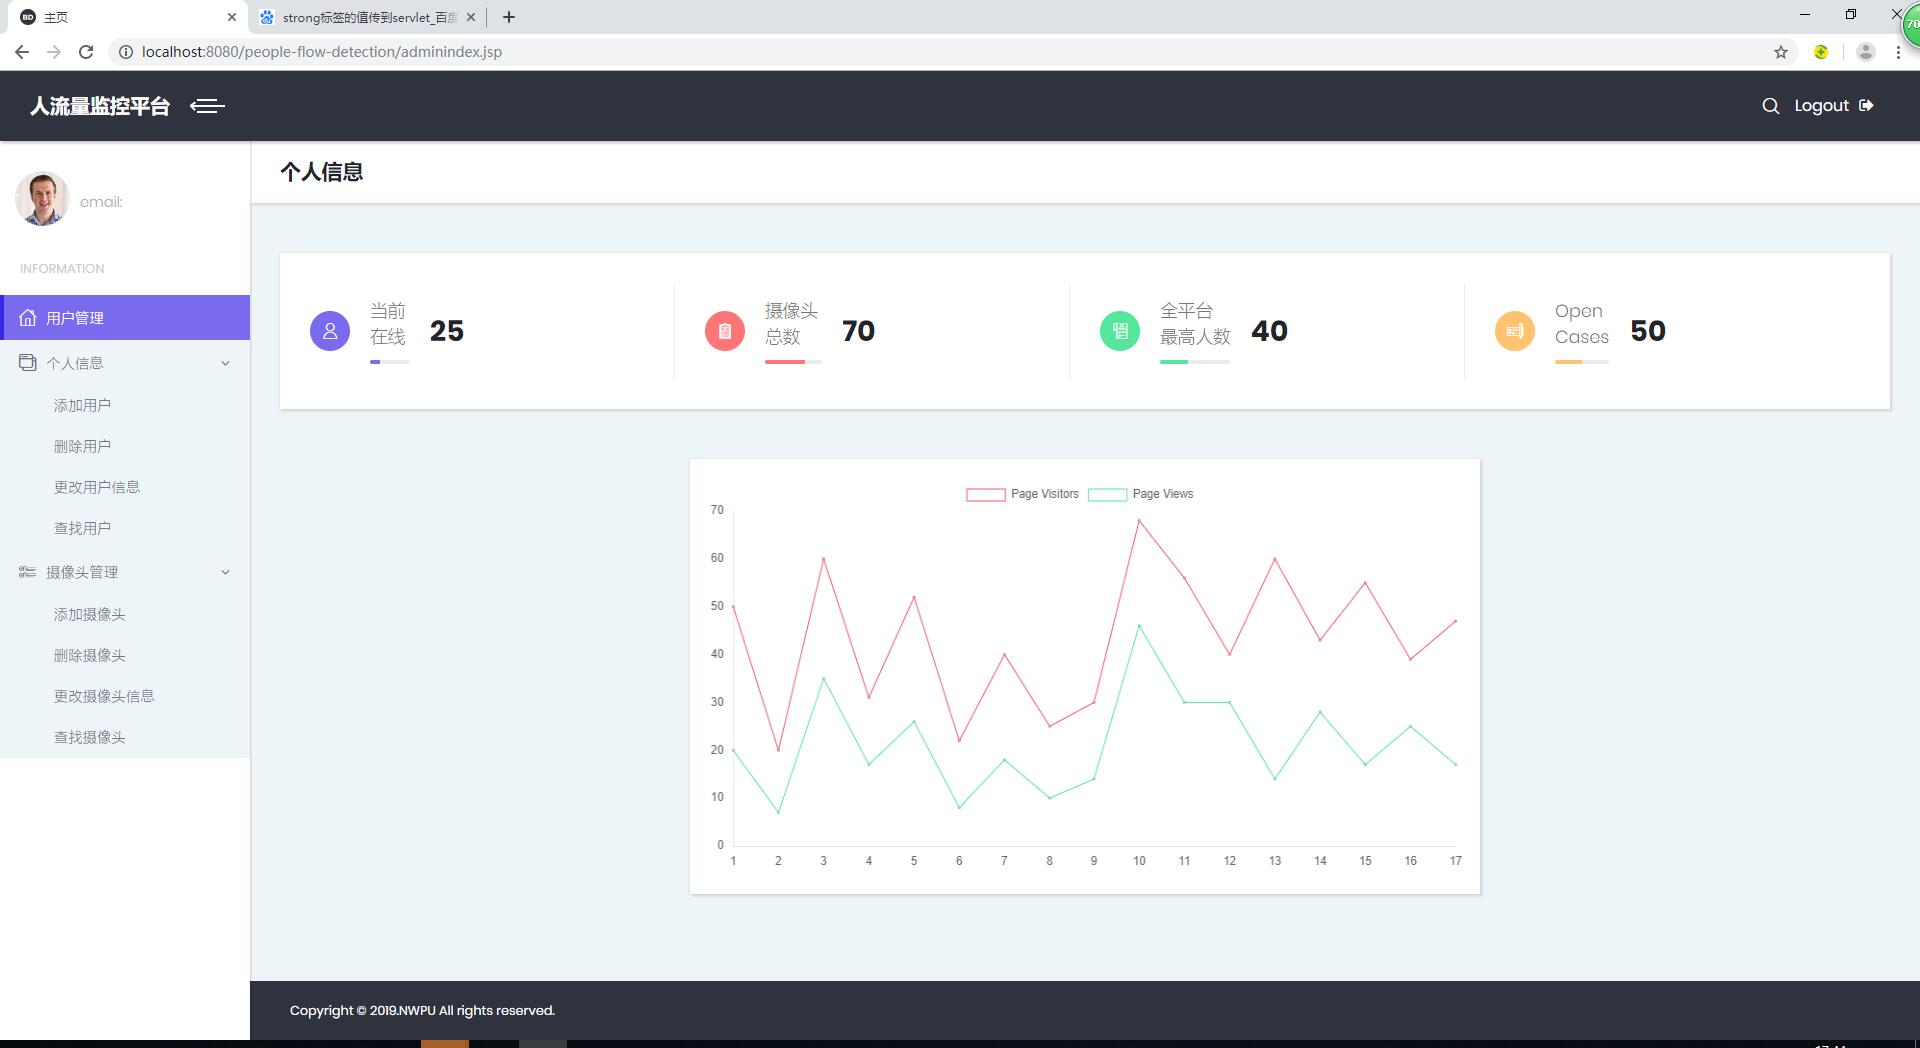 BD 主页
strong标签的值传到servlet_百度
localhost:8080/people-flow-detection/adminindex.jsp
70
人流量监控平台
Logout
个人信息
email:
INFORMATION
用户管理
个人信息
添加用户
删除用户
更改用户信息
查找用户
摄像头管理
添加摄像头
删除摄像头
更改摄像头信息
查找摄像头
当前
在线
25
摄像头
总数
70
全平台
最高人数
40
Open
Cases
50
Page Visitors
Page Views
70
60
50
40
30
20
10
0
1 2 3 4 5 6 7 8 9 10 11 12 13 14 15 16 17
Copyright © 2019.NWPU All rights reserved.